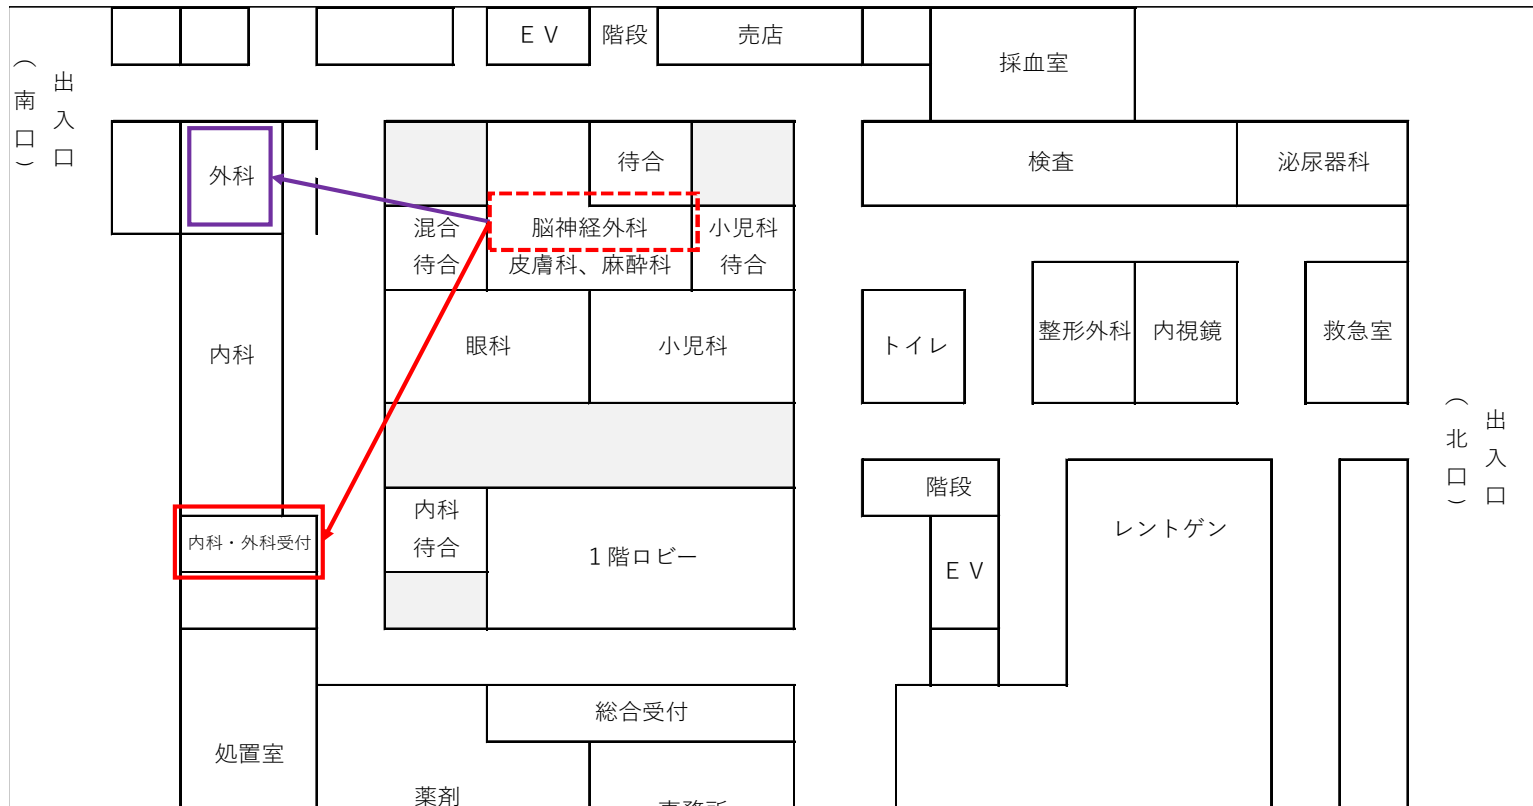 ＥＶ
階段
売店
採血室
出入口
（南口）
外科
待合
検査
泌尿器科
混合
待合
脳神経外科
皮膚科、麻酔科
小児科
待合
内科
眼科
小児科
トイレ
整形外科
内視鏡
救急室
出入口
（北口）
内科
待合
１階ロビー
階段
ＥＶ
レントゲン
内科・外科受付
総合受付
処置室
薬剤